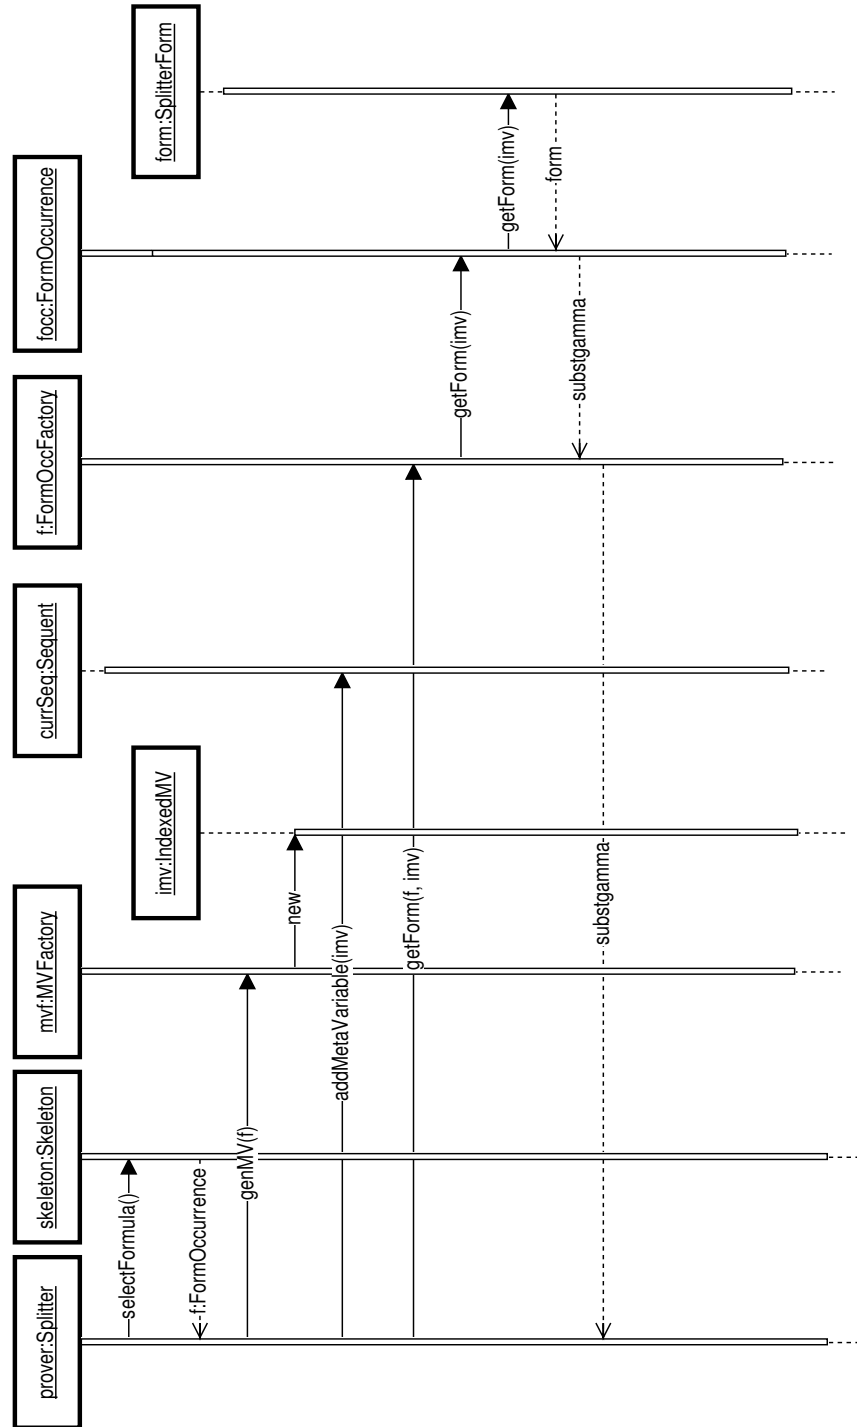 prover:Splitter
skeleton:Skeleton
mvf:MVFactory
imv:IndexedMV
currSeq:Sequent
f:FormOccFactory
focc:FormOccurrence
form:SplitterForm
selectFormula()
f:FormOccurrence
genMV(f)
new
addMetaVariable(imv)
getForm(f, imv)
getForm(imv)
getForm(imv)
form
substgamma
substgamma